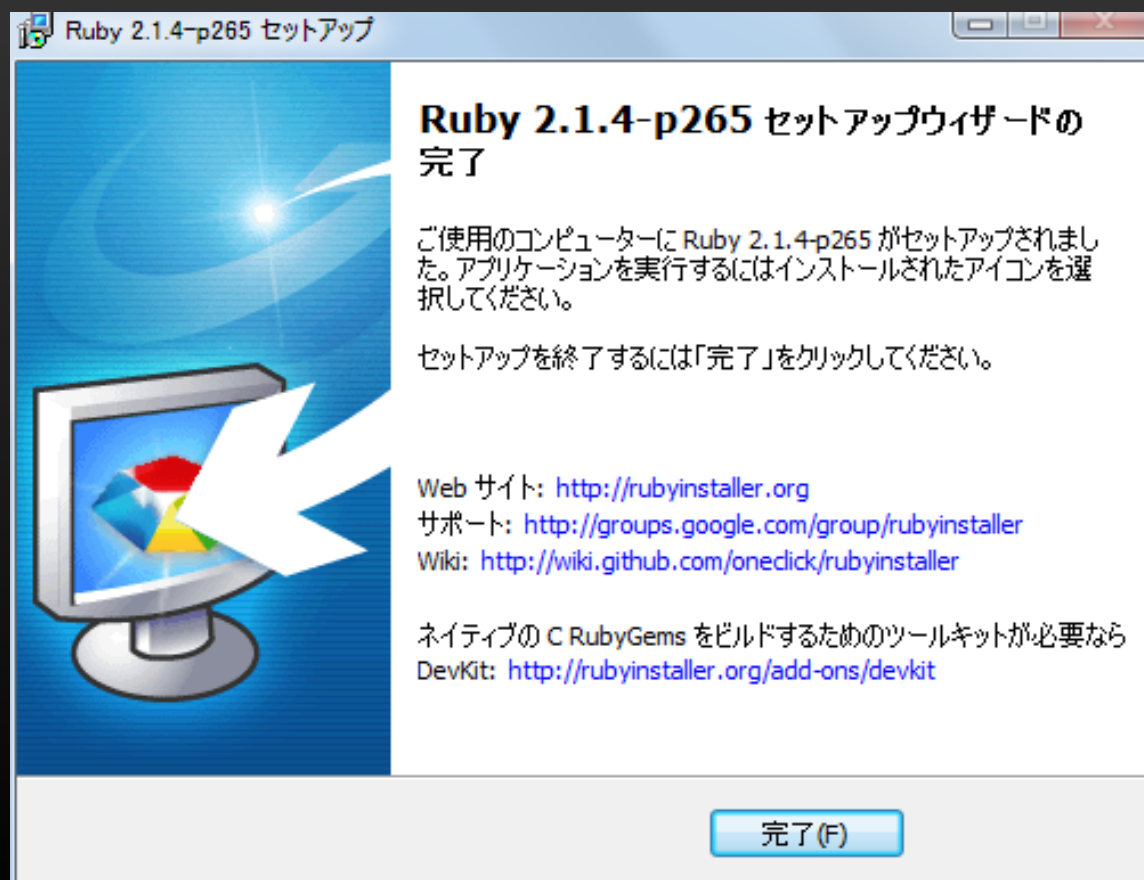 Ruby 2.1.4-p265 セットアップ
Ruby 2.1.4-p265 セットアップウィザードの
完了
ご使用のコンピューターに Ruby 2.1.4-p265 がセットアップされまし
た。アプリケーションを実行するにはインストールされたアイコンを選
択してください。
セットアップを終了するには「完了」をクリックしてください。
Web サイト: http://rubyinstaller.org
サポート: http://groups.google.com/group/rubyinstaller
Wiki: http://wiki.github.com/oneclick/rubyinstaller
ネイティブの C RubyGems をビルドするためのツールキットが必要なら
DevKit: http://rubyinstaller.org/add-ons/devkit
完了(F)